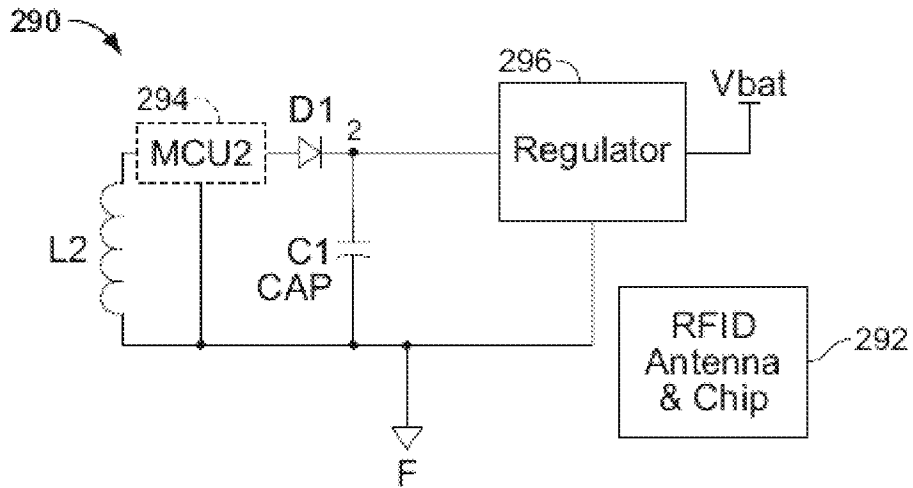 290
294
MCU2
D1
2
296
Regulator
Vbat
L2
C1
CAP
RFID
Antenna
& Chip
292
F